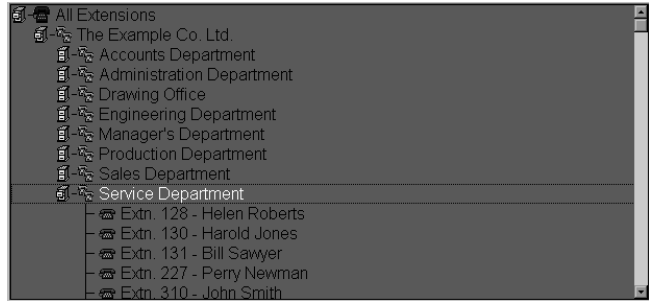 All Extensions
The Example Co. Ltd.
Accounts Department
Administration Department
Drawing Office
Engineering Department
Manager's Department
Production Department
Sales Department
Service Department
Extn. 128 - Helen Roberts
Extn. 130 - Harold Jones
Extn. 131 - Bill Sawyer
Extn. 227 - Perry Newman
Extn. 310 - John Smith